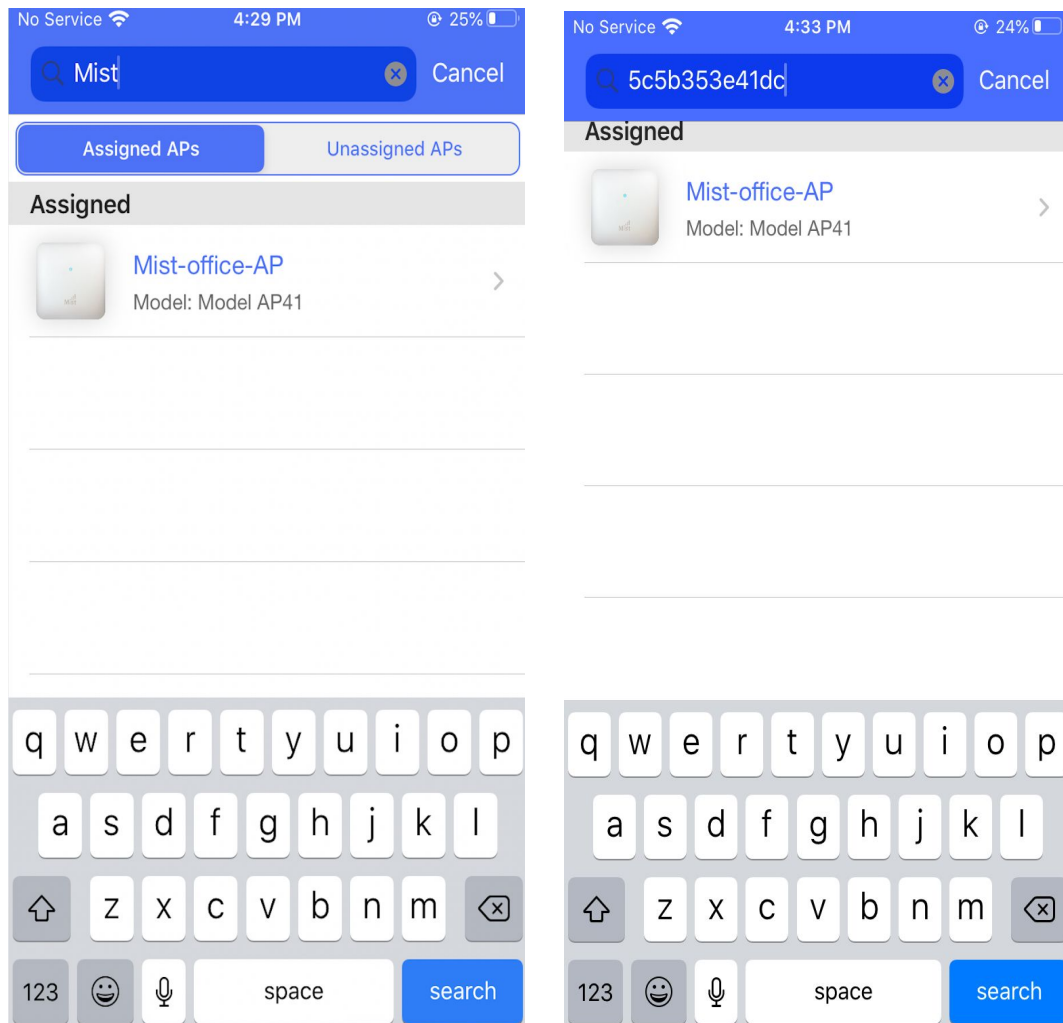 No Service 4:29 PM 25%
Mist Cancel
Assigned APs Unassigned APs
Assigned
Mist-office-AP
Model: Model AP41
Mist
q w e r t y u i o p
a s d f g h j k l
z x c v b n m
123 space search
No Service 4:33 PM 24%
5c5b353e41dc Cancel
Assigned
Mist-office-AP
Model: Model AP41
Mist
q w e r t y u i o p
a s d f g h j k l
z x c v b n m
123 space search